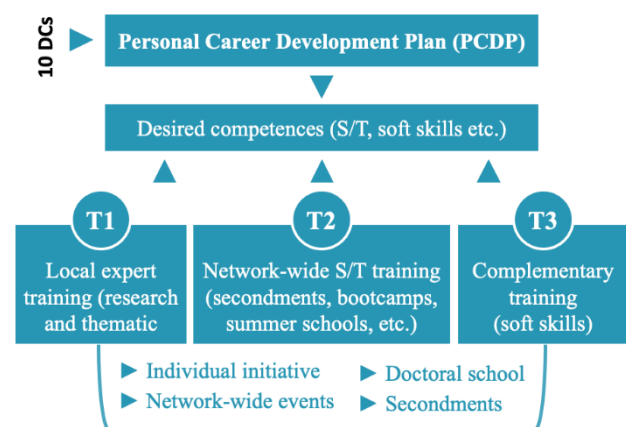 10 DCs
Personal Career Development Plan (PCDP)
Desired competences (S/T, soft skills etc.)
T1
T2
T3
Local expert
training (research
and thematic
Network-wide S/T training
(secondments, bootcamps,
summer schools, etc.)
Complementary
training
(soft skills)
Individual initiative
Network-wide events
Doctoral school
Secondments